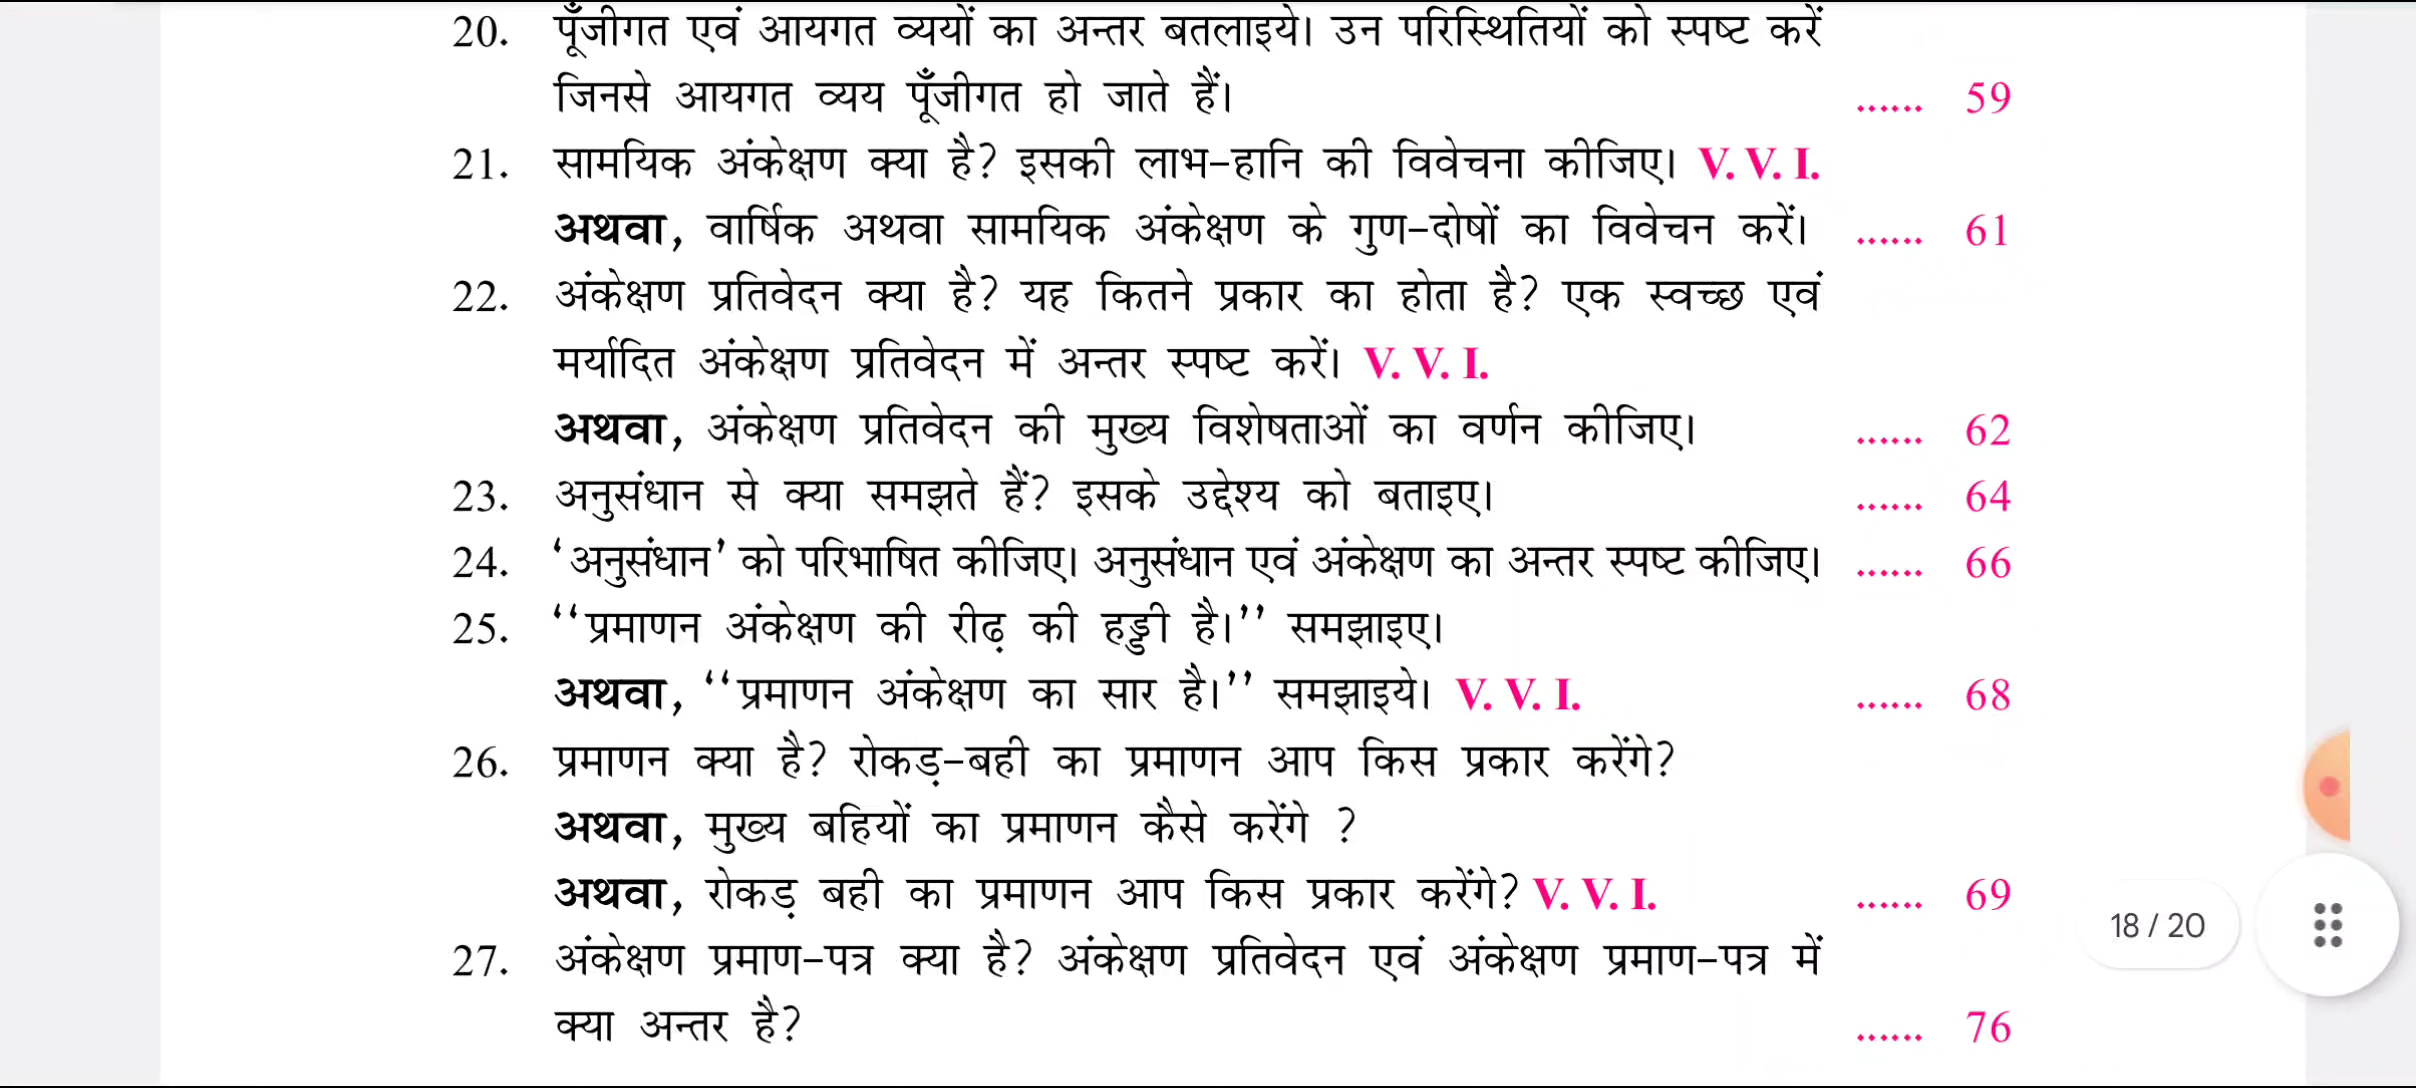 20. पूँजीगत एवं आयगत व्ययों का अन्तर बतलाइये। उन परिस्थितियों को स्पष्ट करें
जिनसे आयगत व्यय पूँजीगत हो जाते हैं। ...... 59
21. सामयिक अंकेक्षण क्या है? इसकी लाभ-हानि की विवेचना कीजिए। V. V. I.
अथवा, वार्षिक अथवा सामयिक अंकेक्षण के गुण-दोषों का विवेचन करें। ...... 61
22. अंकेक्षण प्रतिवेदन क्या है? यह कितने प्रकार का होता है? एक स्वच्छ एवं
मर्यादित अंकेक्षण प्रतिवेदन में अन्तर स्पष्ट करें। V. V. I.
अथवा, अंकेक्षण प्रतिवेदन की मुख्य विशेषताओं का वर्णन कीजिए। ...... 62
23. अनुसंधान से क्या समझते हैं? इसके उद्देश्य को बताइए। ...... 64
24. ‘अनुसंधान’ को परिभाषित कीजिए। अनुसंधान एवं अंकेक्षण का अन्तर स्पष्ट कीजिए। ...... 66
25. ‘‘प्रमाणन अंकेक्षण की रीढ़ की हड्डी है।’’ समझाइए।
अथवा, ‘‘प्रमाणन अंकेक्षण का सार है।’’ समझाइये। V. V. I. ...... 68
26. प्रमाणन क्या है? रोकड़-बही का प्रमाणन आप किस प्रकार करेंगे?
अथवा, मुख्य बहियों का प्रमाणन कैसे करेंगे ?
अथवा, रोकड़ बही का प्रमाणन आप किस प्रकार करेंगे? V. V. I. ...... 69
18 / 20
27. अंकेक्षण प्रमाण-पत्र क्या है? अंकेक्षण प्रतिवेदन एवं अंकेक्षण प्रमाण-पत्र में
क्या अन्तर है? ...... 76